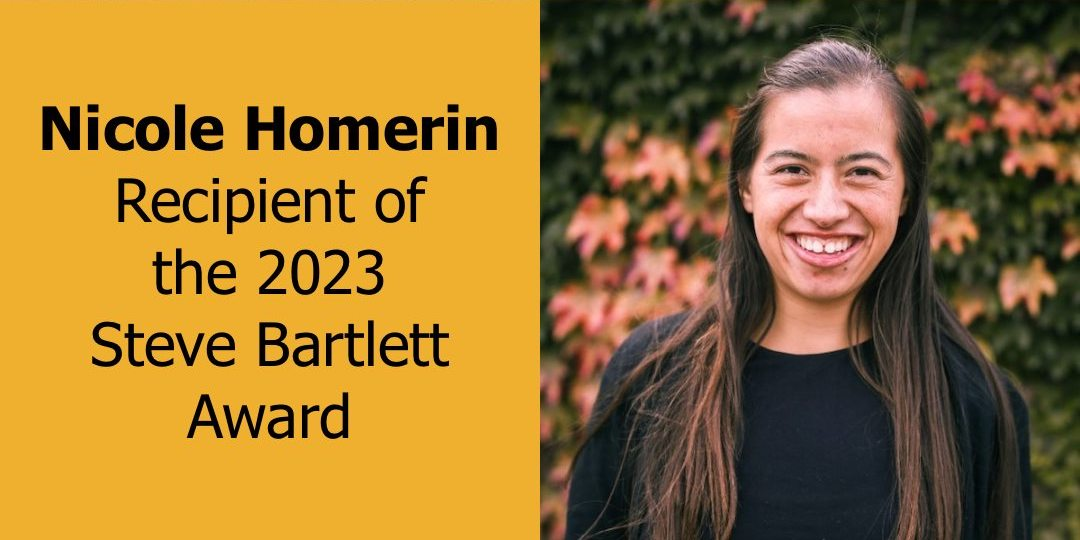 Nicole Homerin
Recipient of
the 2023
Steve Bartlett
Award